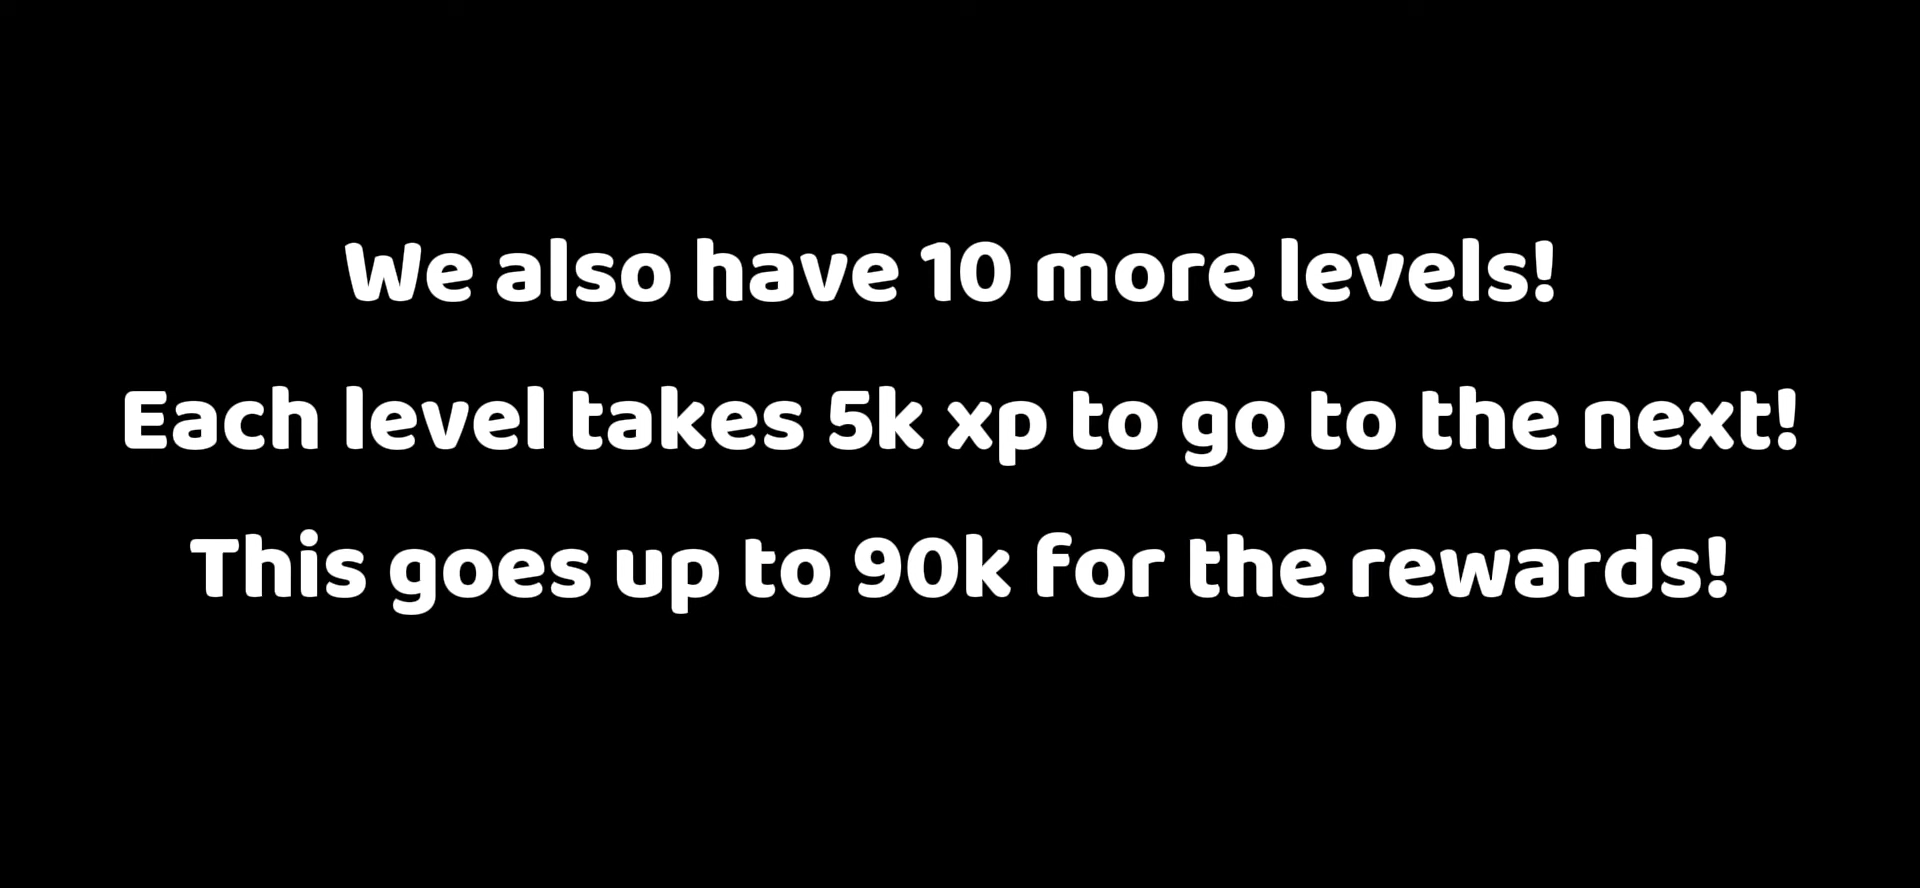 We also have 10 more levels!
Each level takes 5k xp to go to the next!
This goes up to 90k for the rewards!